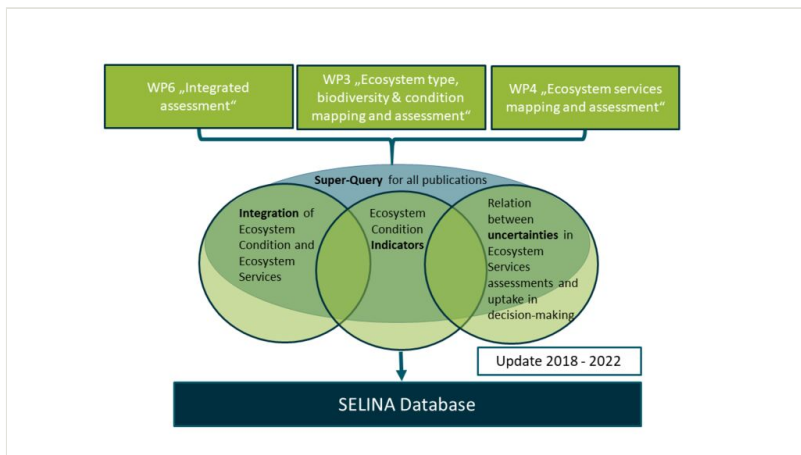 WP6 „Integrated
assessment“
WP3 „Ecosystem type,
biodiversity & condition
mapping and assessment“
WP4 „Ecosystem services
mapping and assessment“
Super-Query for all publications
Integration of
Ecosystem
Condition and
Ecosystem
Services
Ecosystem
Condition
Indicators
Relation
between
uncertainties in
Ecosystem
Services
assessments and
uptake in
decision-making
Update 2018 - 2022
SELINA Database